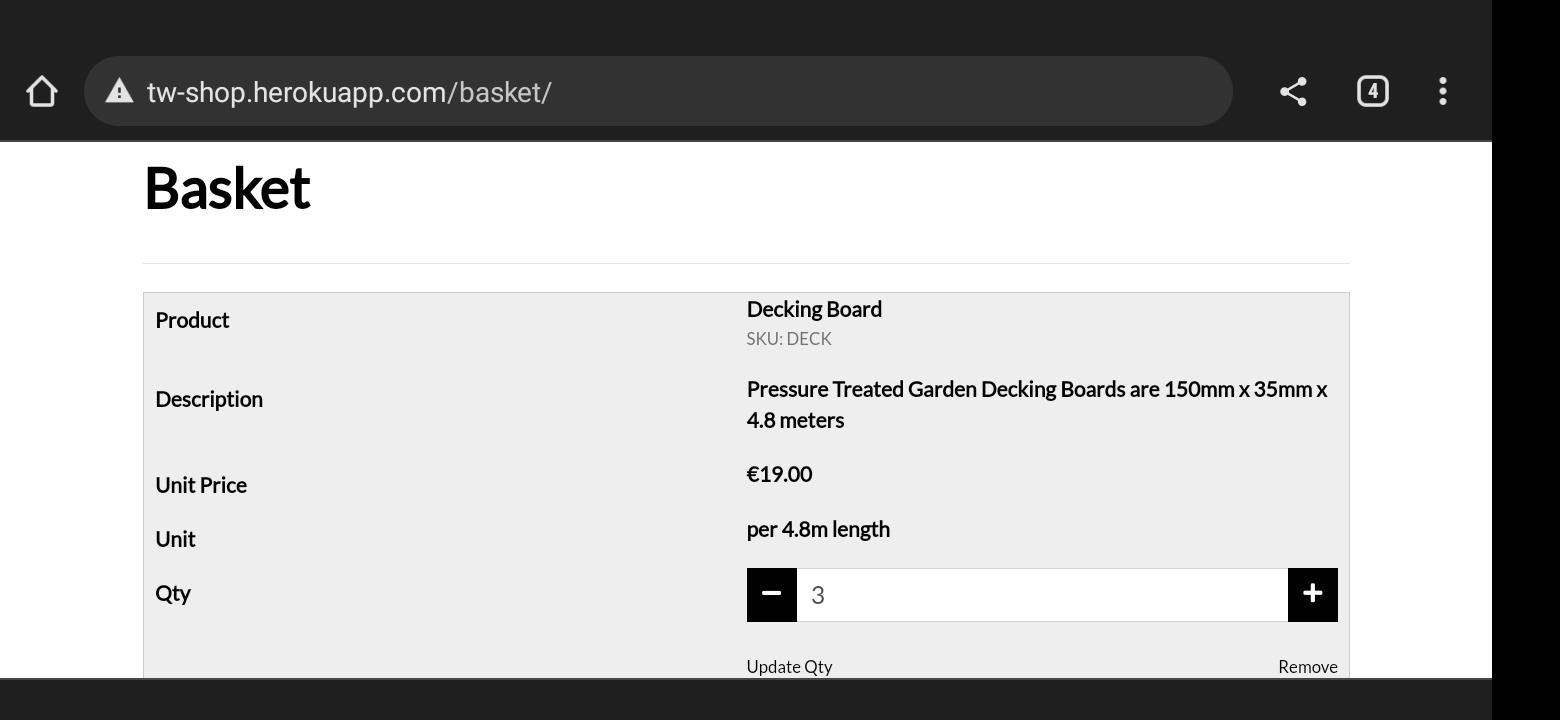 tw-shop.herokuapp.com/basket/
4
Basket
Product
Decking Board
SKU: DECK
Description
Pressure Treated Garden Decking Boards are 150mm x 35mm x
4.8 meters
Unit Price
€19.00
Unit
per 4.8m length
Qty
3
Update Qty
Remove